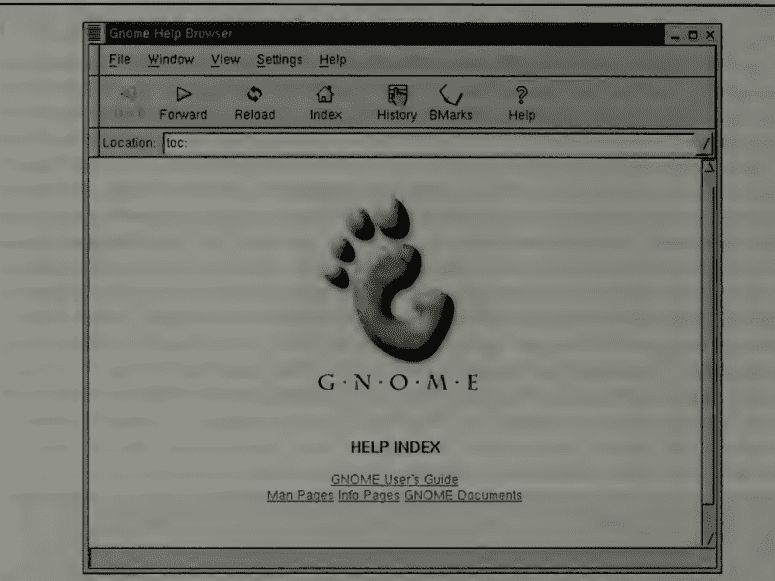 Gnome Help Browser
File Window View Settings Help
Forward Reload Index History BMarks Help
Location: toc:
G·N·O·M·E
HELP INDEX
GNOME User's Guide
Man Pages Info Pages GNOME Documents